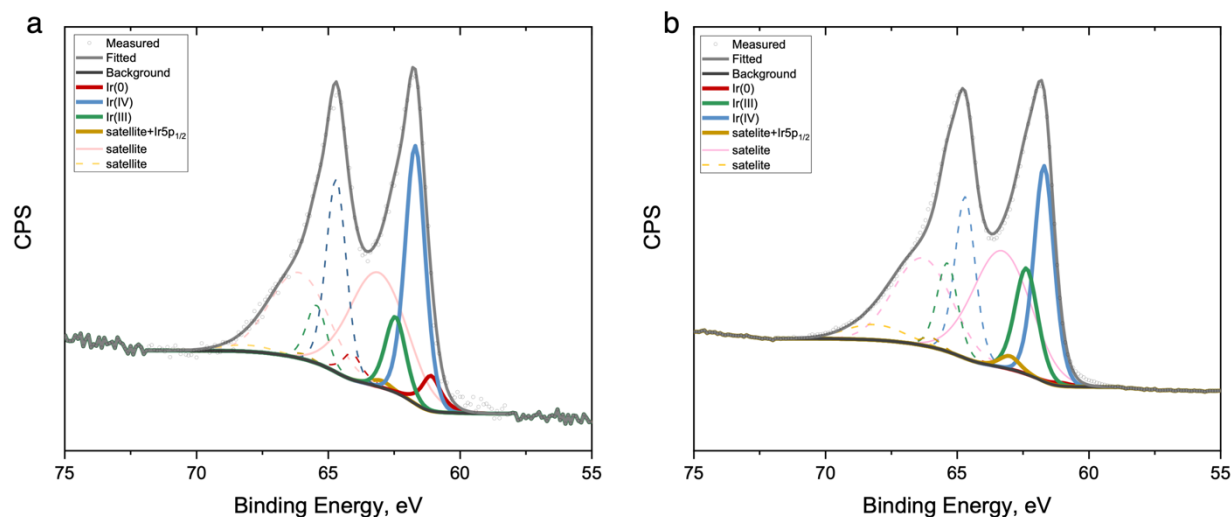 a
Measured
Fitted
Background
Ir(0)
Ir(IV)
Ir(III)
satellite+Ir5p1/2
satellite
satellite
CPS
75 70 65 60 55
Binding Energy, eV
b
Measured
Fitted
Background
Ir(0)
Ir(III)
Ir(IV)
satellite+Ir5p1/2
satelite
satelite
CPS
75 70 65 60 55
Binding Energy, eV